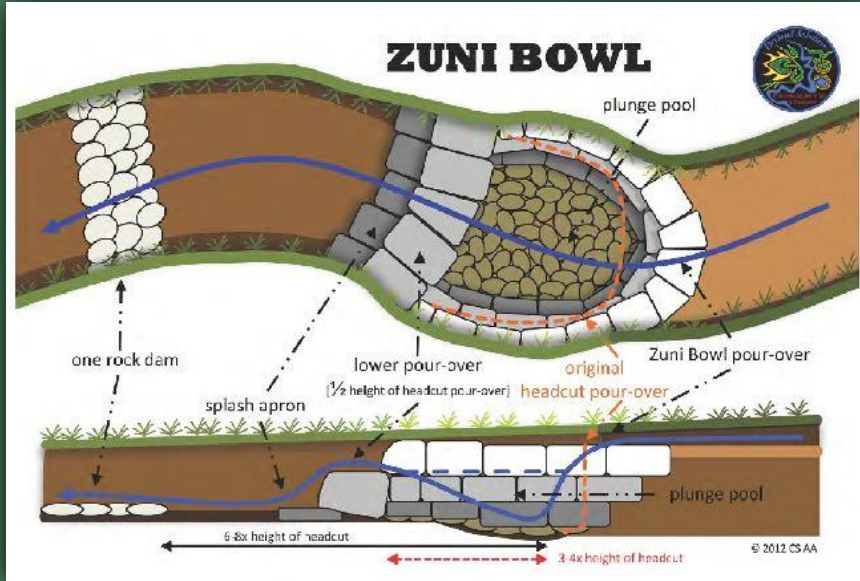 ZUNI BOWL
plunge pool
one rock dam
splash apron
lower pour-over
[½ height of headcut pour-over]
original
headcut pour-over
Zuni Bowl pour-over
plunge pool
6-8x height of headcut
3-4x height of headcut
© 2012 CSAA